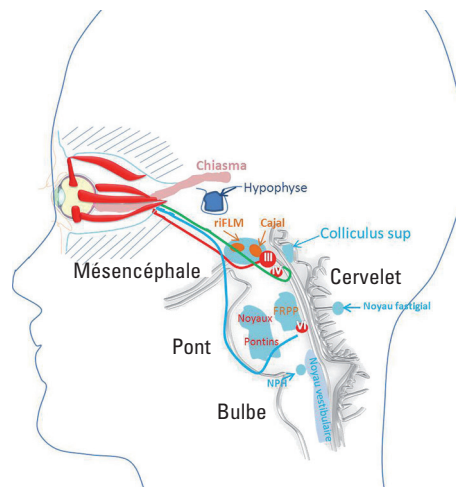 Chiasma
Hypophyse
riFLM
Cajal
Colliculus sup
III
IV
Mésencéphale
Cervelet
Noyau fastigial
FRPP
Noyaux
Pontins
VI
Pont
NPH
Noyau vestibulaire
Bulbe